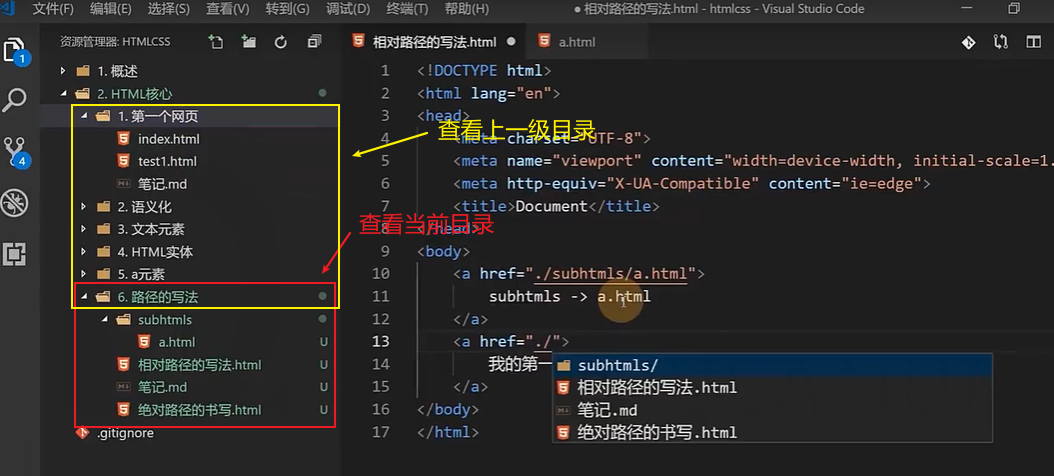 文件(F) 编辑(E) 选择(S) 查看(V) 转到(G) 调试(D) 终端(T) 帮助(H) ● 相对路径的写法.html - htmlcss - Visual Studio Code
资源管理器: HTMLCSS
相对路径的写法.html
a.html
1
4
1. 概述
2. HTML核心
1. 第一个网页
index.html
test1.html
笔记.md
2. 语义化
3. 文本元素
4. HTML实体
5. a元素
6. 路径的写法
subhtmls
a.html U
相对路径的写法.html U
笔记.md U
绝对路径的书写.html U
.gitignore
查看上一级目录
查看当前目录
1 <!DOCTYPE html>
2 <html lang="en">
3 <head>
4 <meta charset="UTF-8">
5 <meta name="viewport" content="width=device-width, initial-scale=1.
6 <meta http-equiv="X-UA-Compatible" content="ie=edge">
7 <title>Document</title>
8 </head>
9 <body>
10 <a href="./subhtmls/a.html">
11 subhtmls -> a.html
12 </a>
13 <a href="./">
14 我的第一
15 </a>
16 </body>
17 </html>
subhtmls/
相对路径的写法.html
笔记.md
绝对路径的书写.html